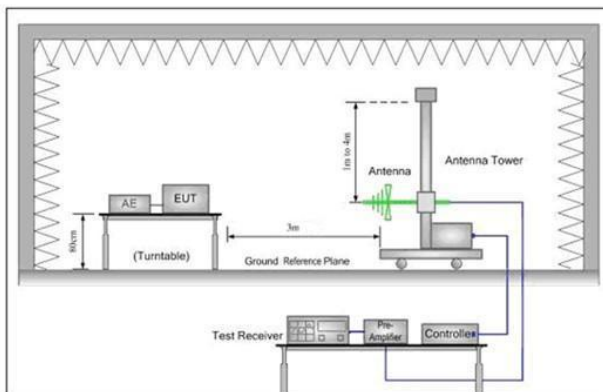 1m to 4m
Antenna
Antenna Tower
AE
EUT
80cm
(Turntable)
3m
Ground Reference Plane
Test Receiver
Pre-
Amplifier
Controller